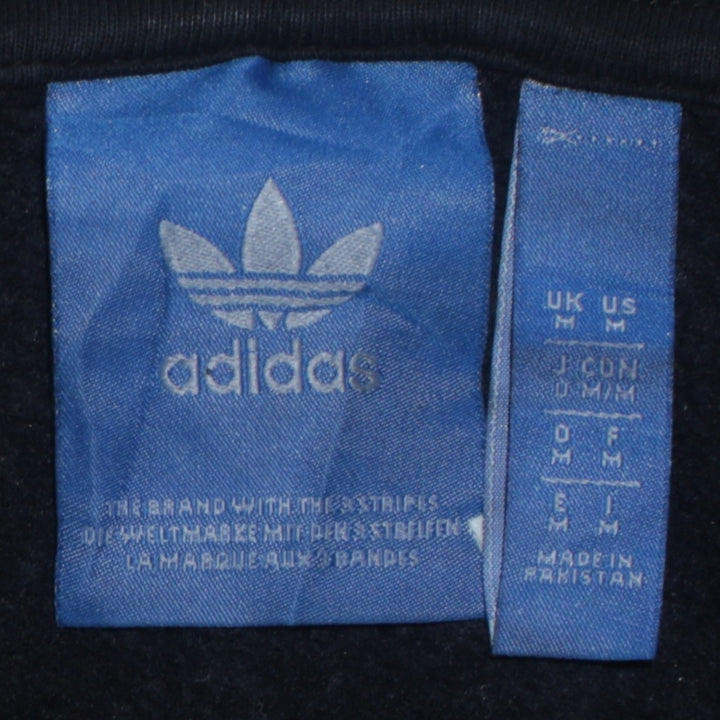 adidas
THE BRAND WITH THE 3 STRIPES
DIE WELTMARKE MIT DEN 3 STREIFEN
LA MARQUE AUX 3 BANDES
UK US
M M
J CDN
O M/M
D F
M M
E I
M M
MADE IN
PAKISTAN